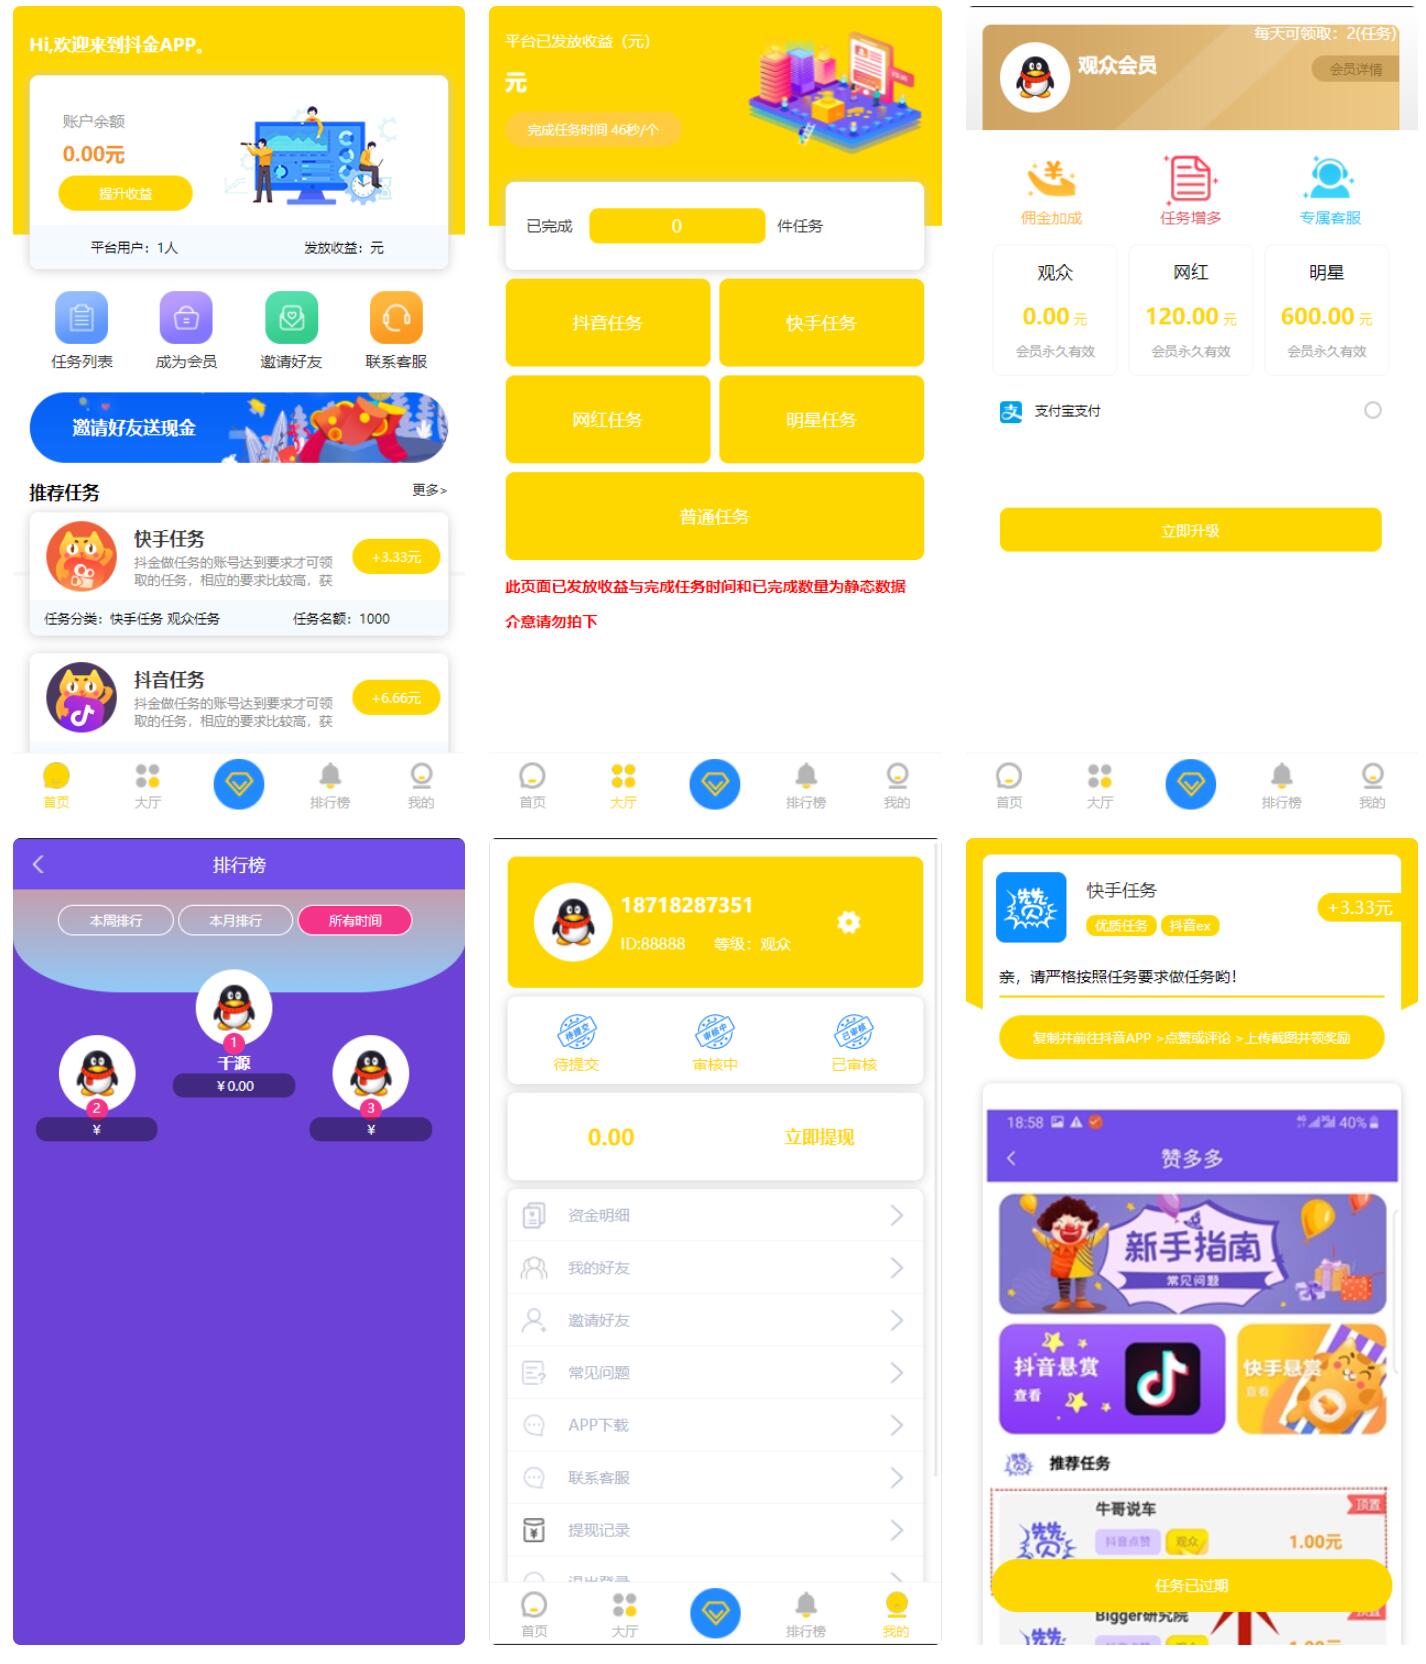 Hi,欢迎来到抖金APP。
账户余额
0.00元
提升收益
平台用户：1人
发放收益：元
任务列表
成为会员
邀请好友
联系客服
邀请好友送现金
推荐任务
更多>
快手任务
抖金做任务的账号达到要求才可领
取的任务，相应的要求比较高，获
+3.33元
任务分类：快手任务 观众任务
任务名额：1000
抖音任务
抖金做任务的账号达到要求才可领
取的任务，相应的要求比较高，获
+6.66元
首页
大厅
排行榜
我的
平台已发放收益（元）
元
完成任务时间 46秒/个
已完成
0
件任务
抖音任务
快手任务
网红任务
明星任务
普通任务
此页面已发放收益与完成任务时间和已完成数量为静态数据
介意请勿拍下
首页
大厅
排行榜
我的
每天可领取：2(任务)
观众会员
会员详情
佣金加成
任务增多
专属客服
观众
0.00 元
会员永久有效
网红
120.00 元
会员永久有效
明星
600.00 元
会员永久有效
支付宝支付
立即升级
首页
大厅
排行榜
我的
排行榜
本周排行
本月排行
所有时间
1
千源
￥0.00
2
￥
3
￥
18718287351
ID:88888
等级：观众
待提交
审核中
已审核
待提交
审核中
已审核
0.00
立即提现
资金明细
我的好友
邀请好友
常见问题
APP下载
联系客服
提现记录
退出登录
首页
大厅
排行榜
我的
赞
快手任务
优质任务
抖音ex
+3.33元
亲，请严格按照任务要求做任务哟！
复制并前往抖音APP >点赞或评论 >上传截图并领奖励
18:58
40%
赞多多
新手指南
常见问题
抖音悬赏
查看
快手悬赏
查看
赞
推荐任务
牛哥说车
顶置
赞
抖音点赞
观众
1.00元
任务已过期
Bigger研究院
顶置